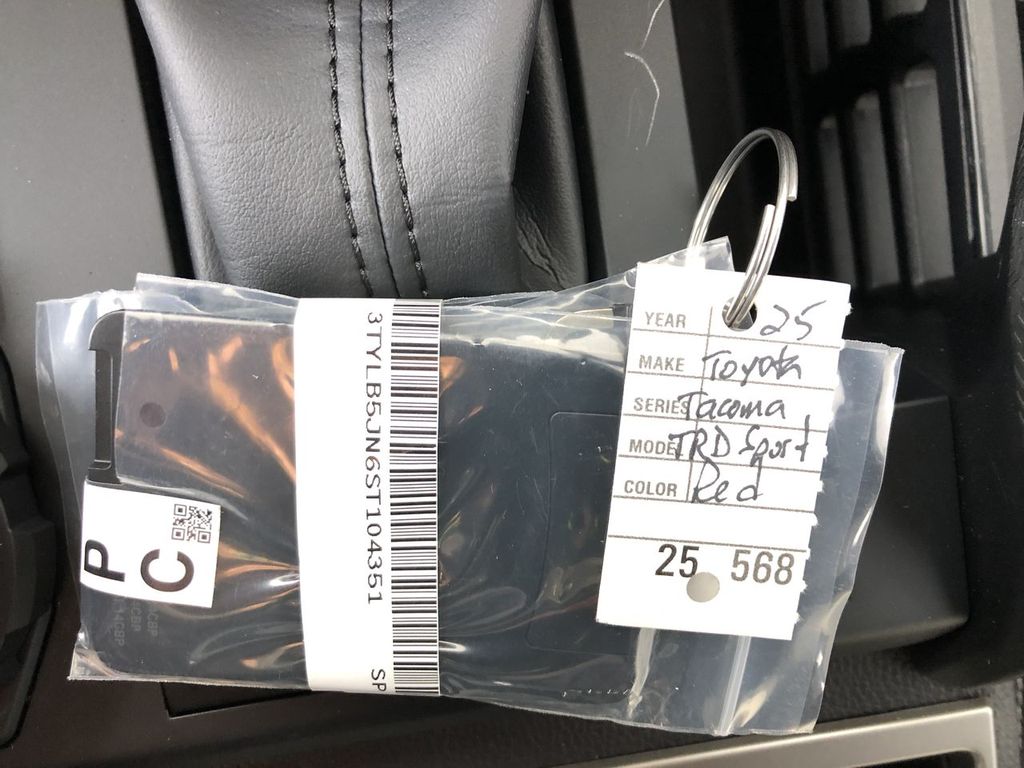 3TYLB5JN6ST104351 SP
P
C
YEAR 25
MAKE Toyota
SERIES Tacoma
MODEL TRD Sport
COLOR Red
25 568